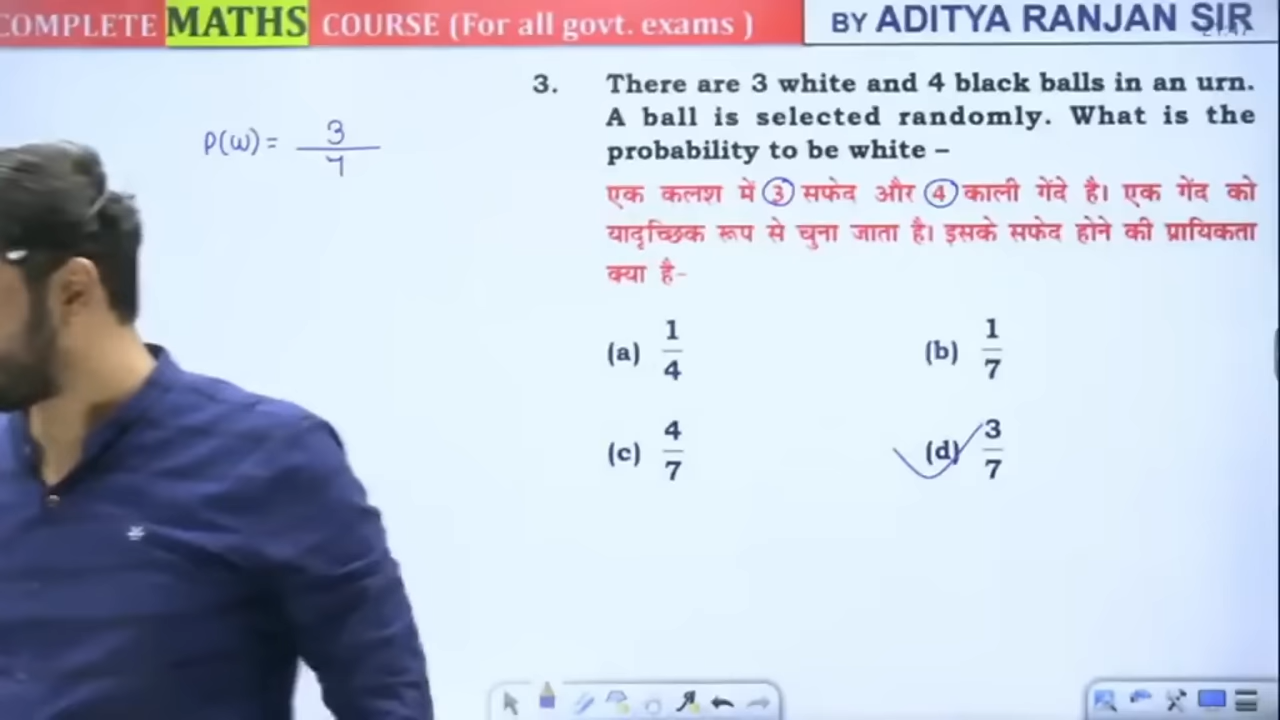 COMPLETE MATHS COURSE (For all govt. exams )
BY ADITYA RANJAN SIR
P(W) = 3/7
3. There are 3 white and 4 black balls in an urn.
A ball is selected randomly. What is the
probability to be white –
एक कलश में 3 सफेद और 4 काली गेंदे है। एक गेंद को
यादृच्छिक रूप से चुना जाता है। इसके सफेद होने की प्रायिकता
क्या है-
(a) 1/4 (b) 1/7
(c) 4/7 (d) 3/7